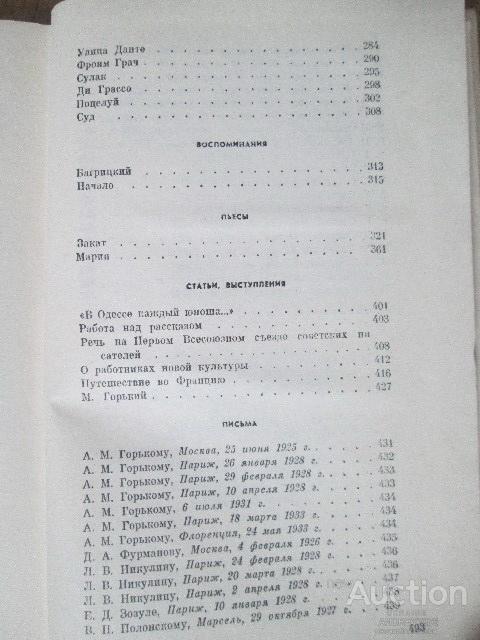 Улица Данте 284
Фроим Грач 290
Сулак 295
Ди Грассо 298
Поцелуй 302
Суд 308
ВОСПОМИНАНИЯ
Багрицкий 313
Начало 315
ПЬЕСЫ
Закат 321
Мария 361
СТАТЬИ, ВЫСТУПЛЕНИЯ
«В Одессе каждый юноша...» 401
Работа над рассказом 403
Речь на Первом Всесоюзном съезде советских пи
сателей 408
О работниках новой культуры 412
Путешествие во Францию 416
М. Горький 427
ПИСЬМА
А. М. Горькому, Москва, 25 июня 1925 г. 431
А. М. Горькому, Париж, 26 января 1928 г. 432
А. М. Горькому, Париж, 29 февраля 1928 г. 433
А. М. Горькому, Париж, 10 апреля 1928 г. 433
А. М. Горькому, 6 июля 1931 г. 434
А. М. Горькому, Париж, 18 марта 1933 г. 434
А. М. Горькому, Флоренция, 24 мая 1933 г. 434
Д. А. Фурманову, Москва, 4 февраля 1926 г. 435
Л. В. Никулину, Париж, 24 февраля 1928 г. 436
Л. В. Никулину, Париж, 20 марта 1928 г. 436
Л. В. Никулину, Париж, 2 апреля 1928 г. 437
Е. Д. Зозуле, Париж, 10 января 1928 г. 438
В. П. Полонскому, Марсель, 29 октября 1927 г. 439
493
Auction